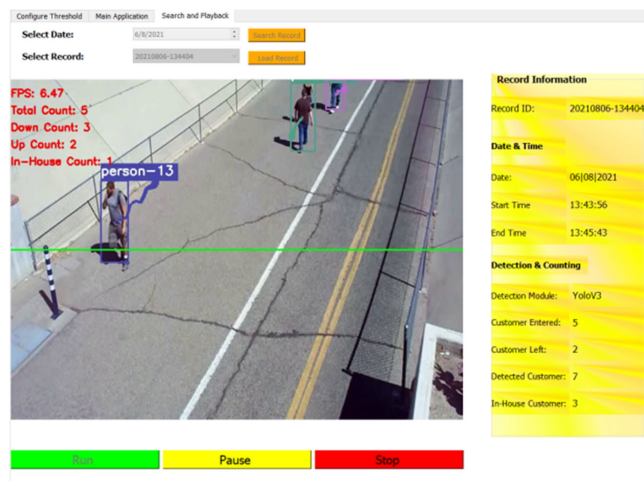 Configure Threshold Main Application Search and Playback
Select Date: 6/8/2021 Search Record
Select Record: 20210806-134404 Load Record
FPS: 6.47
Total Count: 5
Down Count: 3
Up Count: 2
In-House Count: 1
person-13
Run Pause Stop
Record Information
Record ID: 20210806-134404
Date & Time
Date: 06|08|2021
Start Time 13:43:56
End Time 13:45:43
Detection & Counting
Detection Module: YoloV3
Customer Entered: 5
Customer Left: 2
Detected Customer: 7
In-House Customer: 3